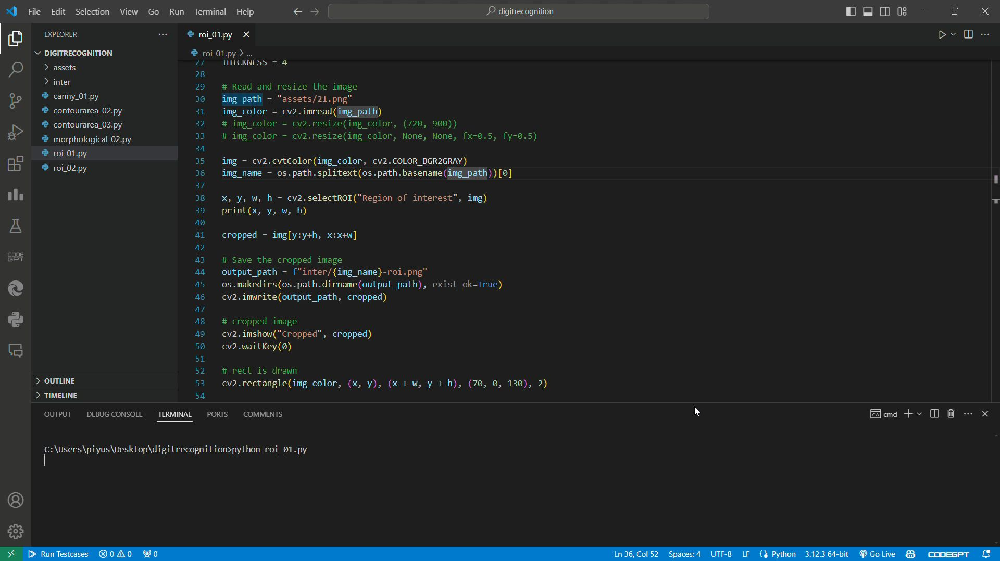 File Edit Selection View Go Run Terminal Help
digitrecognition
EXPLORER
DIGITRECOGNITION
assets
inter
canny_01.py
contourarea_02.py
contourarea_03.py
morphological_02.py
roi_01.py
roi_02.py
OUTLINE
TIMELINE
roi_01.py
roi_01.py > ...
27 THICKNESS = 4
28
29 # Read and resize the image
30 img_path = "assets/21.png"
31 img_color = cv2.imread(img_path)
32 # img_color = cv2.resize(img_color, (720, 900))
33 # img_color = cv2.resize(img_color, None, None, fx=0.5, fy=0.5)
34
35 img = cv2.cvtColor(img_color, cv2.COLOR_BGR2GRAY)
36 img_name = os.path.splitext(os.path.basename(img_path))[0]
37
38 x, y, w, h = cv2.selectROI("Region of interest", img)
39 print(x, y, w, h)
40
41 cropped = img[y:y+h, x:x+w]
42
43 # Save the cropped image
44 output_path = f"inter/{img_name}-roi.png"
45 os.makedirs(os.path.dirname(output_path), exist_ok=True)
46 cv2.imwrite(output_path, cropped)
47
48 # cropped image
49 cv2.imshow("Cropped", cropped)
50 cv2.waitKey(0)
51
52 # rect is drawn
53 cv2.rectangle(img_color, (x, y), (x + w, y + h), (70, 0, 130), 2)
54
CODE
GPT
OUTPUT DEBUG CONSOLE TERMINAL PORTS COMMENTS
cmd
C:\Users\piyus\Desktop\digitrecognition>python roi_01.py
Run Testcases 0 0 0 Ln 36, Col 52 Spaces: 4 UTF-8 LF Python 3.12.3 64-bit Go Live CODEGPT